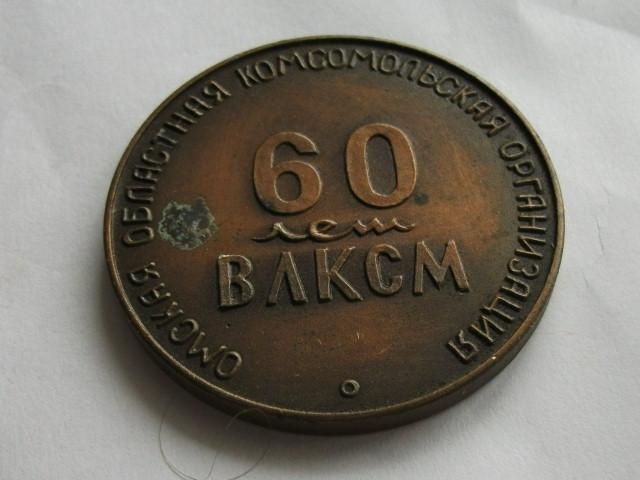 ОМСКАЯ ОБЛАСТНАЯ КОМСОМОЛЬСКАЯ ОРГАНИЗАЦИЯ
60
лет
ВЛКСМ